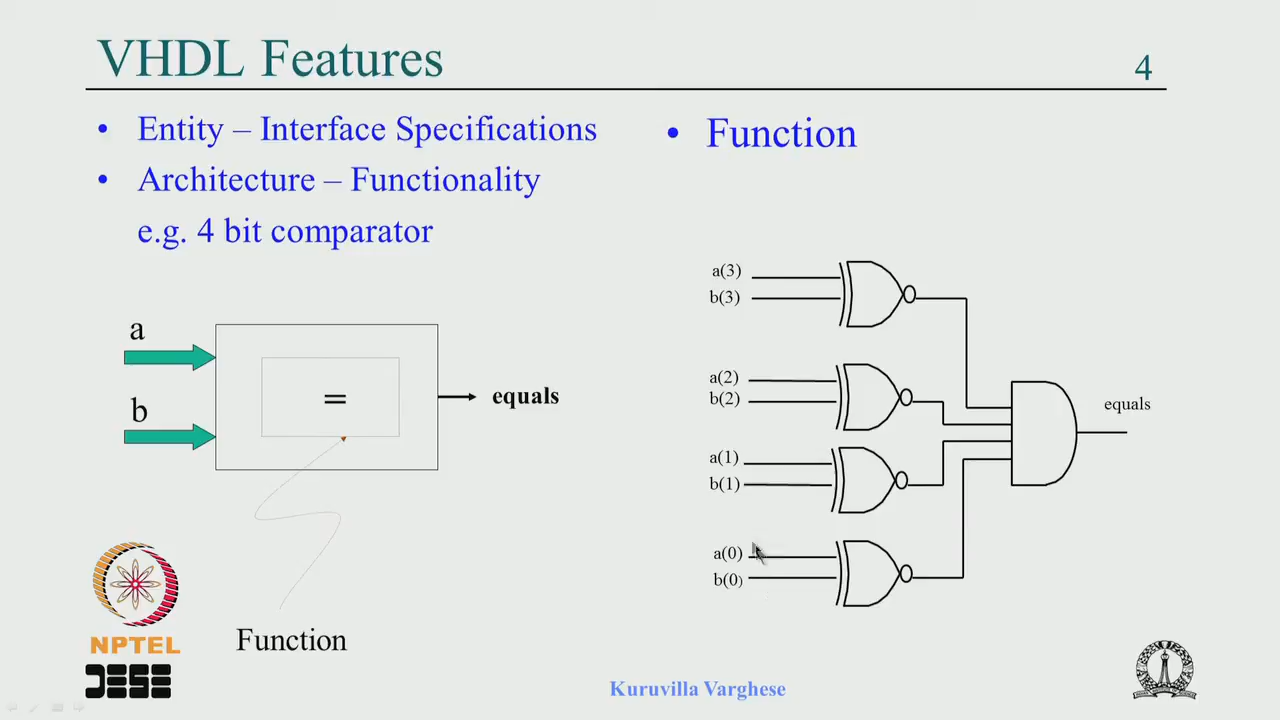 VHDL Features
4
• Entity – Interface Specifications
• Architecture – Functionality
e.g. 4 bit comparator
a
b
=
equals
Function
• Function
a(3)
b(3)
a(2)
b(2)
a(1)
b(1)
a(0)
b(0)
equals
NPTEL
DESE
Kuruvilla Varghese